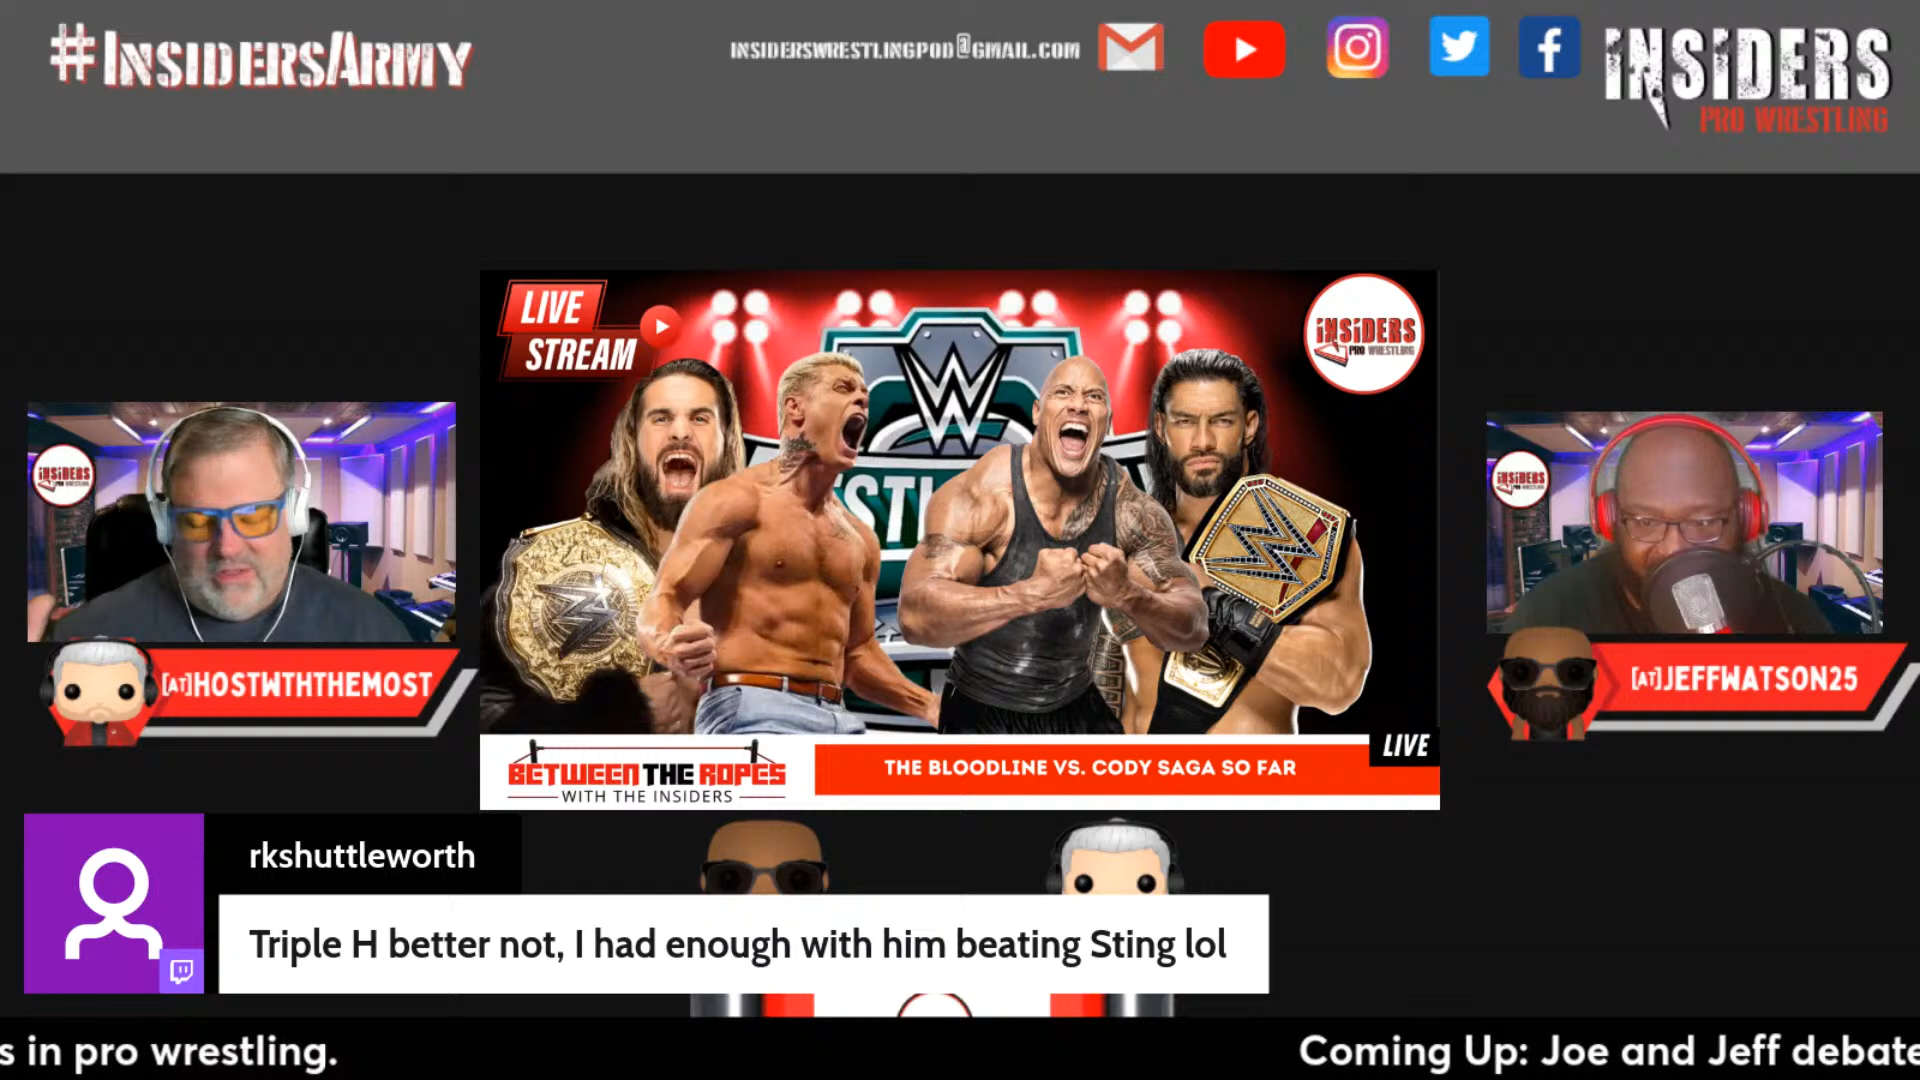 #INSIDERSARMY
INSIDERSWRESTLINGPOD@GMAIL.COM
INSIDERS
PRO WRESTLING
LIVE
STREAM
INSIDERS
PRO WRESTLING
W
INSIDERS
INSIDERS
[AT]HOSTWTHTHEMOST
[AT]JEFFWATSON25
LIVE
BETWEEN THE ROPES
WITH THE INSIDERS
THE BLOODLINE VS. CODY SAGA SO FAR
rkshuttleworth
Triple H better not, I had enough with him beating Sting lol
s in pro wrestling.
Coming Up: Joe and Jeff debate